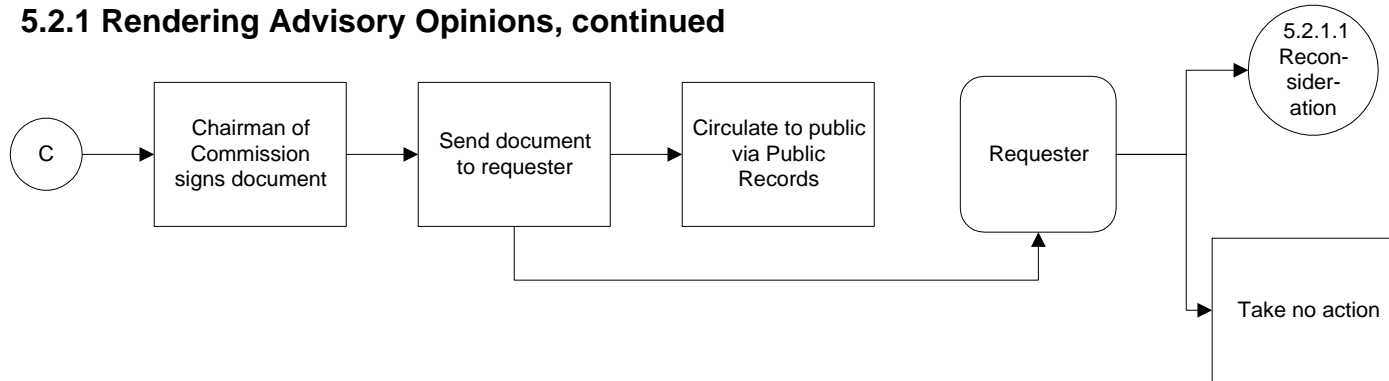 5.2.1 Rendering Advisory Opinions, continued
C
Chairman of
Commission
signs document
Send document
to requester
Circulate to public
via Public
Records
Requester
5.2.1.1
Recon-
sider-
ation
Take no action